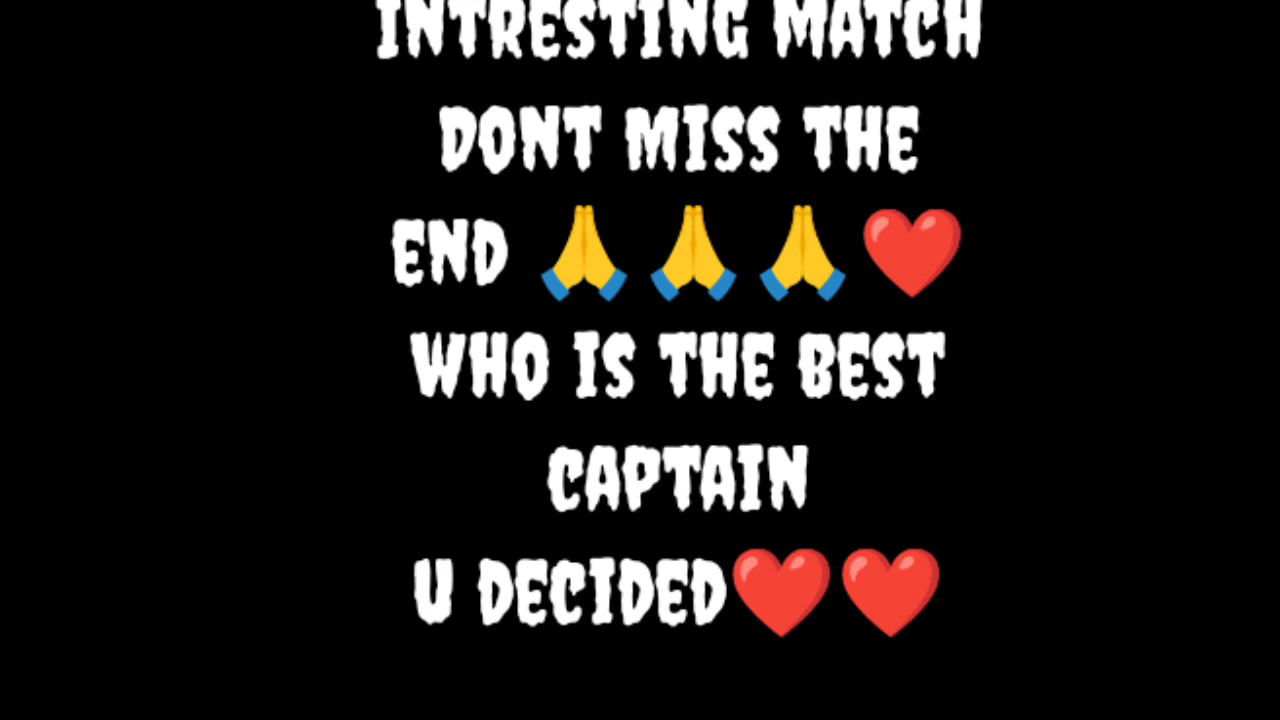 INTRESTING MATCH
DONT MISS THE
END 🙏🙏🙏❤️
WHO IS THE BEST
CAPTAIN
U DECIDED❤️❤️